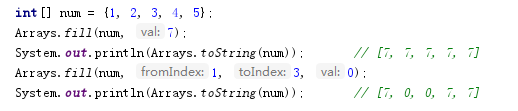 int[] num = {1, 2, 3, 4, 5};
Arrays.fill(num, val: 7);
System.out.println(Arrays.toString(num)); // [7, 7, 7, 7, 7]
Arrays.fill(num, fromIndex: 1, toIndex: 3, val: 0);
System.out.println(Arrays.toString(num)); // [7, 0, 0, 7, 7]